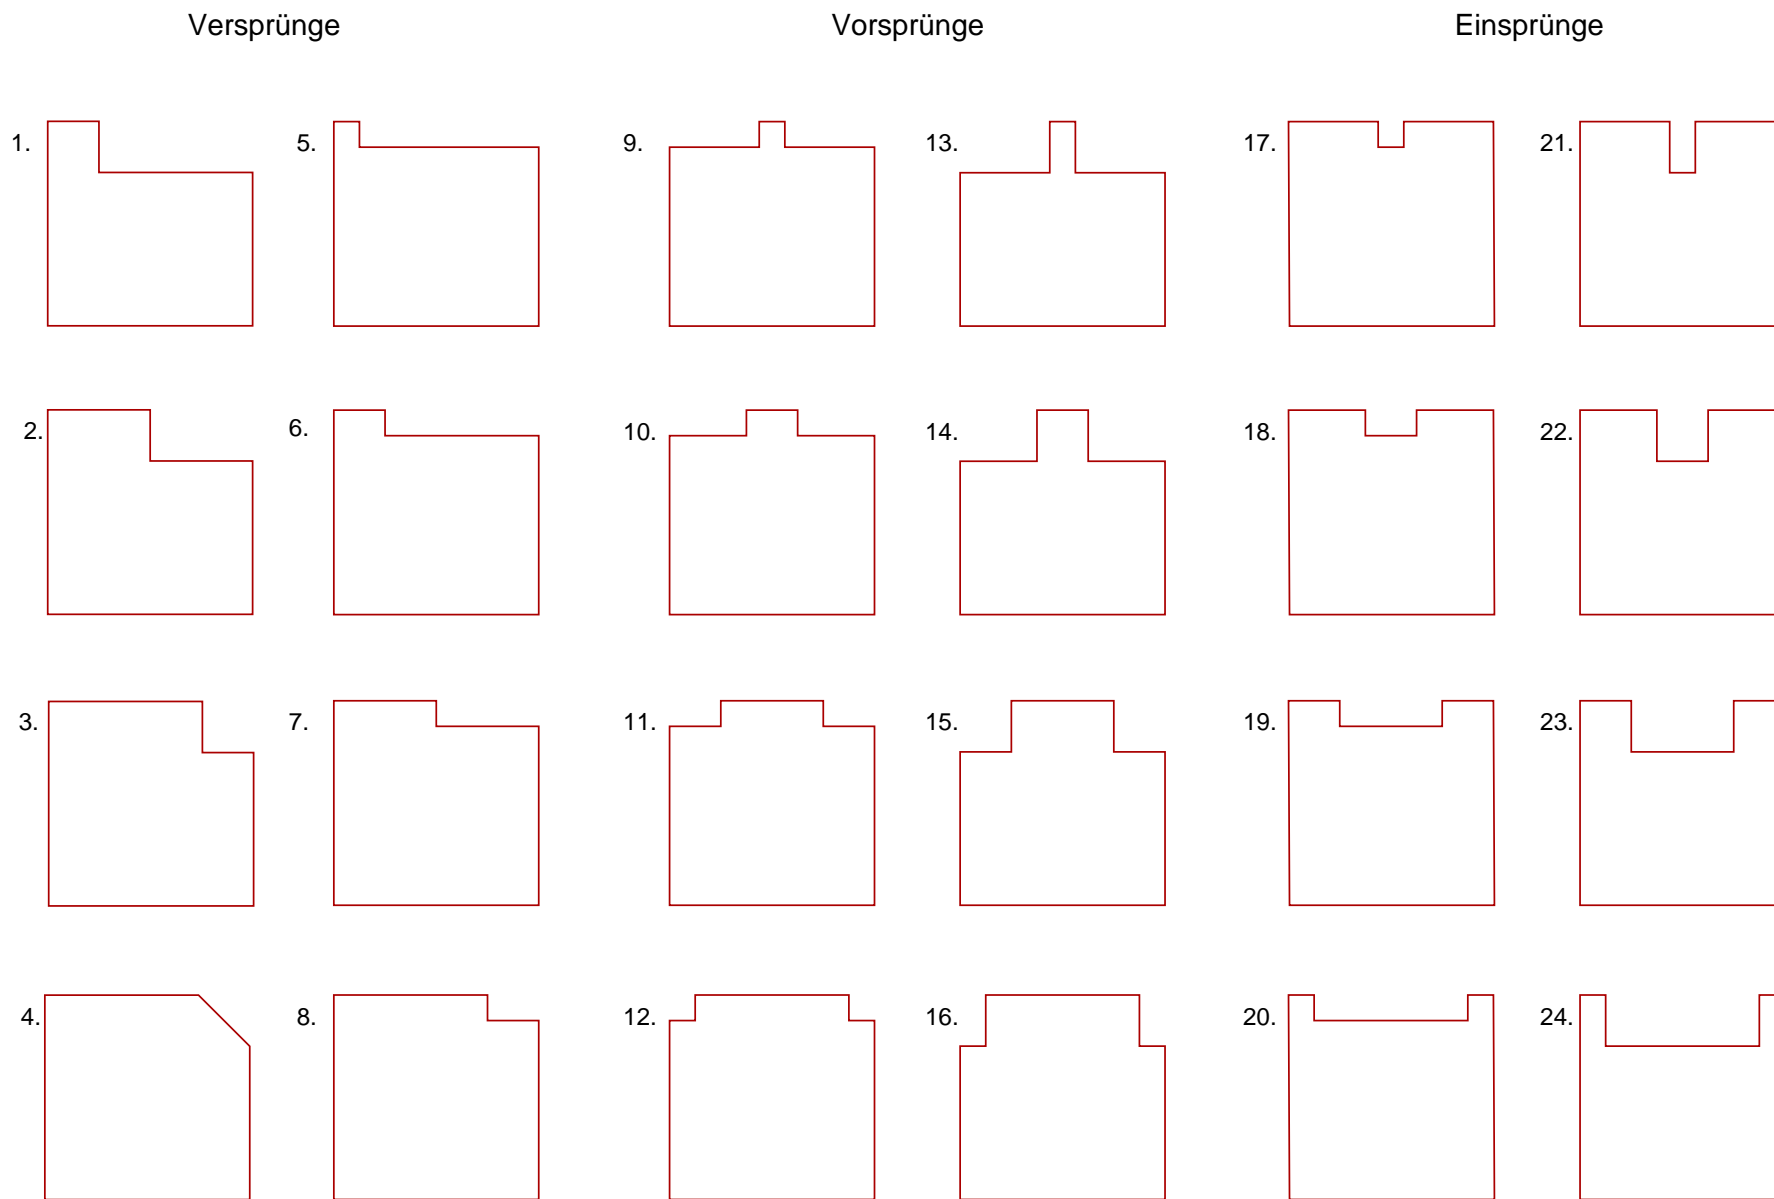 Versprünge Vorsprünge Einsprünge
1. 5. 9. 13. 17. 21.
2. 6. 10. 14. 18. 22.
3. 7. 11. 15. 19. 23.
4. 8. 12. 16. 20. 24.